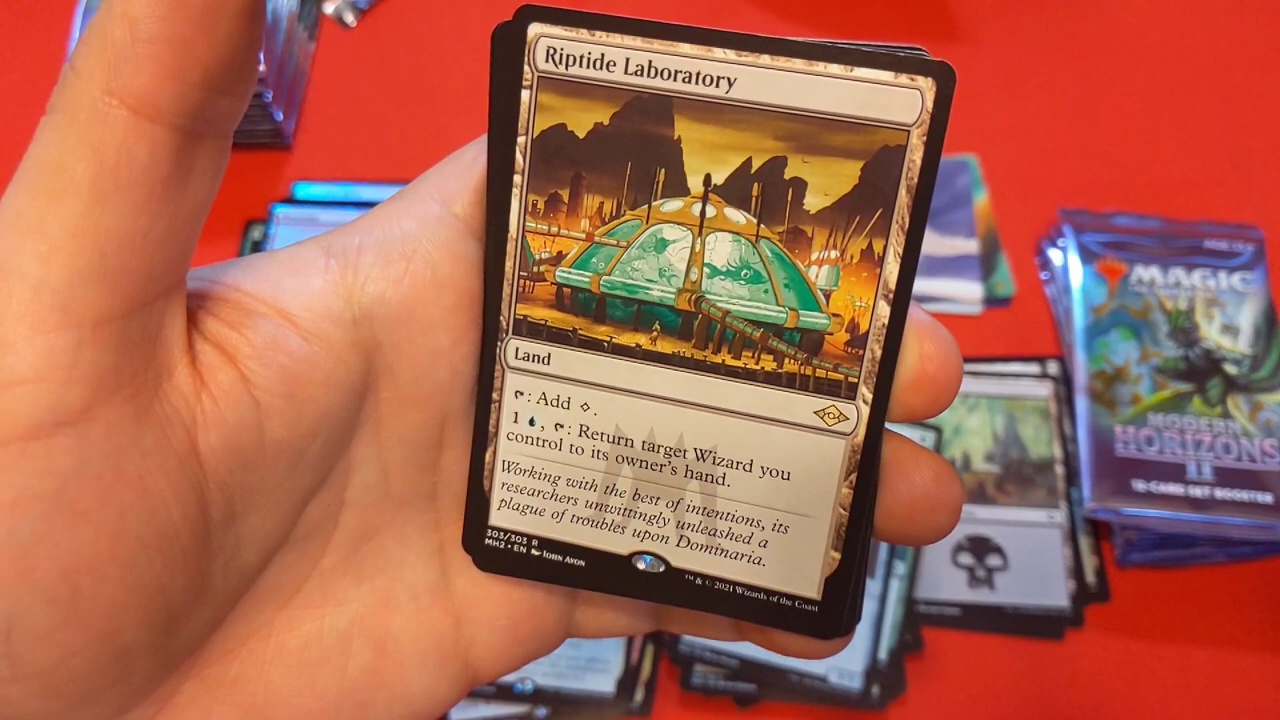 Riptide Laboratory
Land
: Add .
1 , : Return target Wizard you
control to its owner's hand.
Working with the best of intentions, its
researchers unwittingly unleashed a
plague of troubles upon Dominaria.
303/303 R
MH2 • EN John Avon
™ & © 2021 Wizards of the Coast
MAGIC
MODERN
HORIZONS
II
12-CARD SET BOOSTER